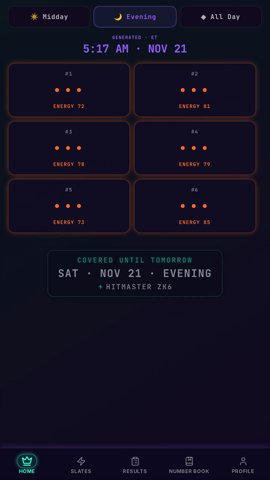 Midday
Evening
All Day
GENERATED · ET
5:17 AM · NOV 21
#1
#2
ENERGY 72
ENERGY 81
#3
#4
ENERGY 78
ENERGY 79
#5
#6
ENERGY 73
ENERGY 85
COVERED UNTIL TOMORROW
SAT · NOV 21 · EVENING
HITMASTER ZK6
HOME
SLATES
RESULTS
NUMBER BOOK
PROFILE